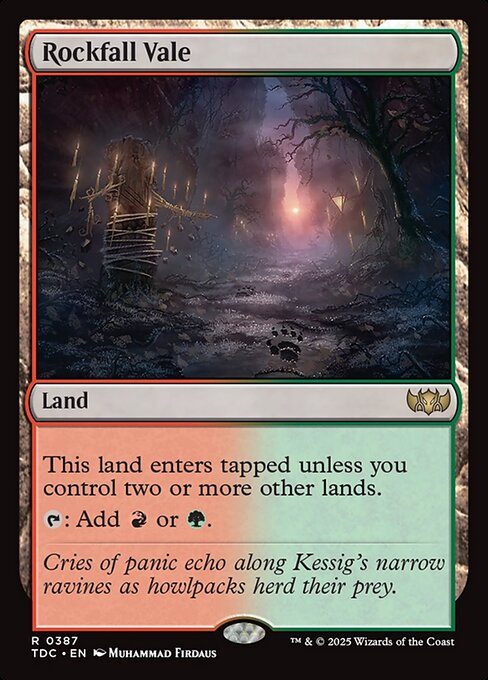 Rockfall Vale
Land
This land enters tapped unless you
control two or more other lands.
: Add or .
Cries of panic echo along Kessig's narrow
ravines as howlpacks herd their prey.
R 0387
TDC • EN Muhammad Firdaus
™ & © 2025 Wizards of the Coast